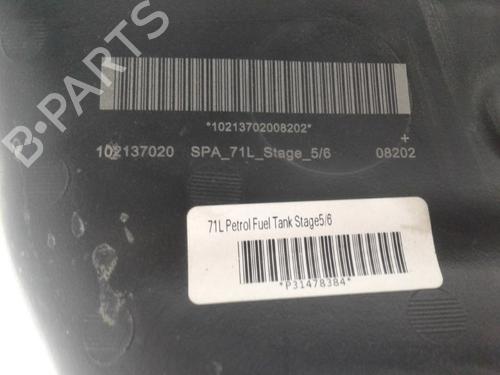 B-PARTS
*10213702008202*
+
102137020 SPA_71L_Stage_5/6 08202
71L Petrol Fuel Tank Stage5/6
*P31478384*